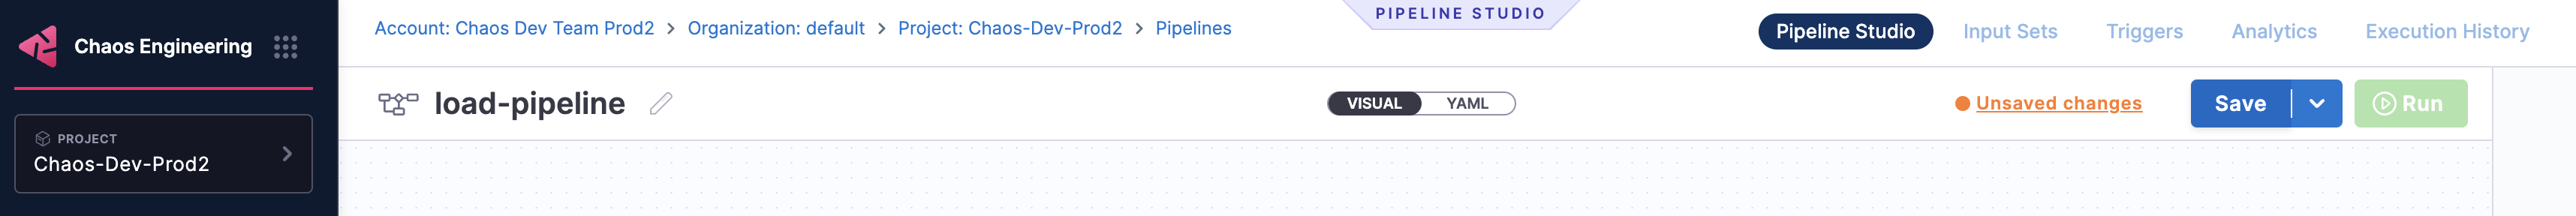 Chaos Engineering
PROJECT
Chaos-Dev-Prod2
Account: Chaos Dev Team Prod2 > Organization: default > Project: Chaos-Dev-Prod2 > Pipelines
PIPELINE STUDIO
Pipeline Studio Input Sets Triggers Analytics Execution History
load-pipeline
VISUAL YAML
Unsaved changes
Save
Run